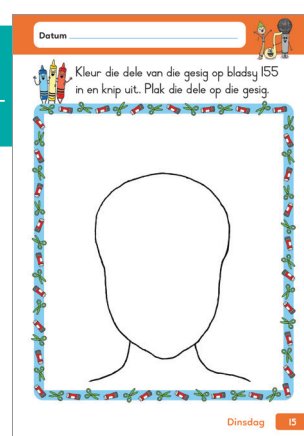 Datum
Kleur die dele van die gesig op bladsy 155
in en knip uit. Plak die dele op die gesig.
Dinsdag 15